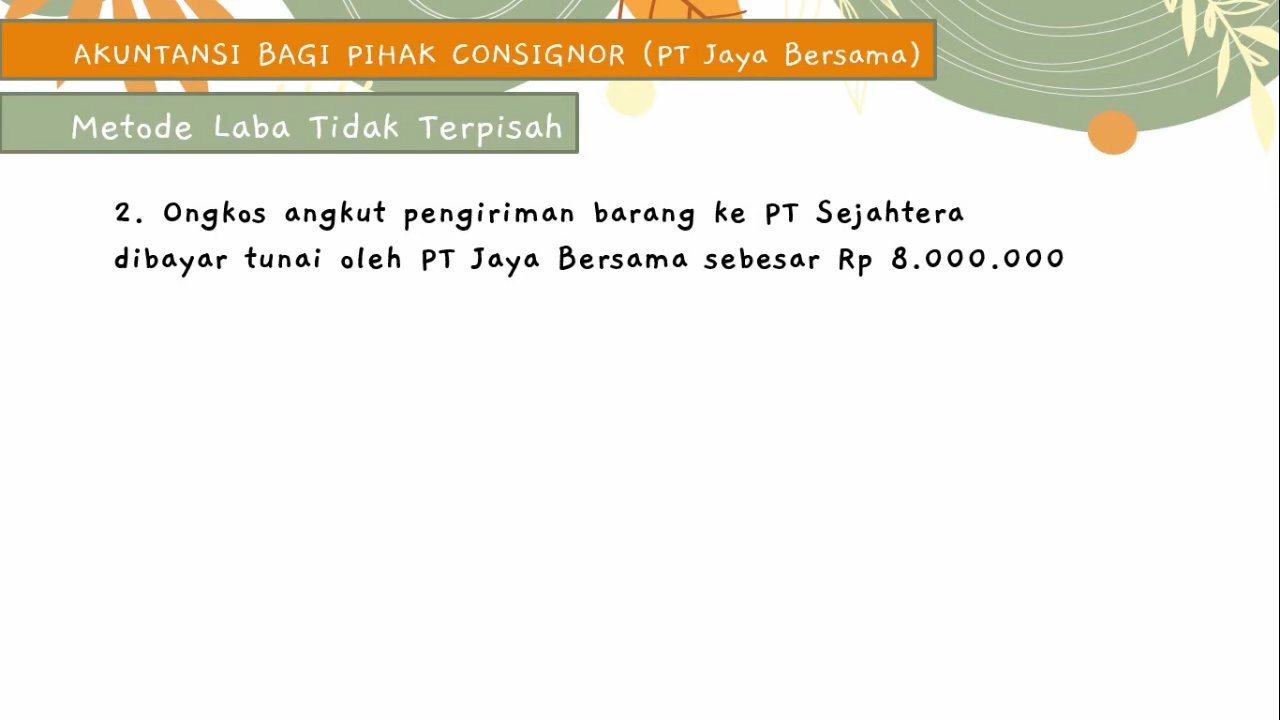 AKUNTANSI BAGI PIHAK CONSIGNOR (PT Jaya Bersama)
Metode Laba Tidak Terpisah
2. Ongkos angkut pengiriman barang ke PT Sejahtera
dibayar tunai oleh PT Jaya Bersama sebesar Rp 8.000.000